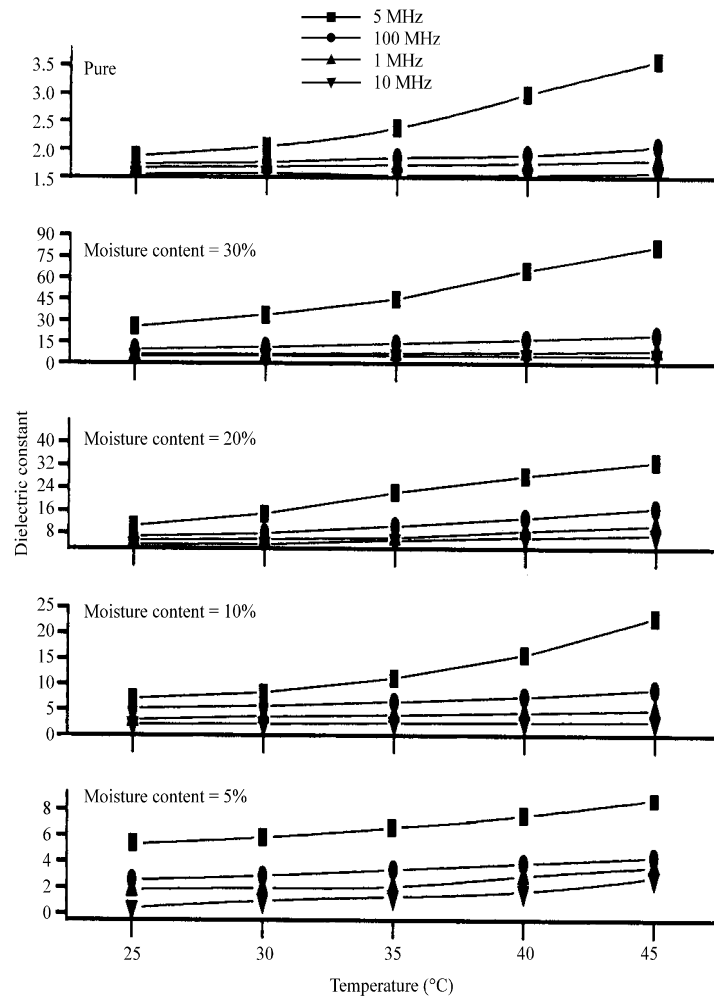 5 MHz
100 MHz
1 MHz
10 MHz
Pure
3.5
3.0
2.5
2.0
1.5
Moisture content = 30%
90
75
60
45
30
15
0
Moisture content = 20%
40
32
24
16
8
Dielectric constant
Moisture content = 10%
25
20
15
10
5
0
Moisture content = 5%
8
6
4
2
0
25 30 35 40 45
Temperature (°C)